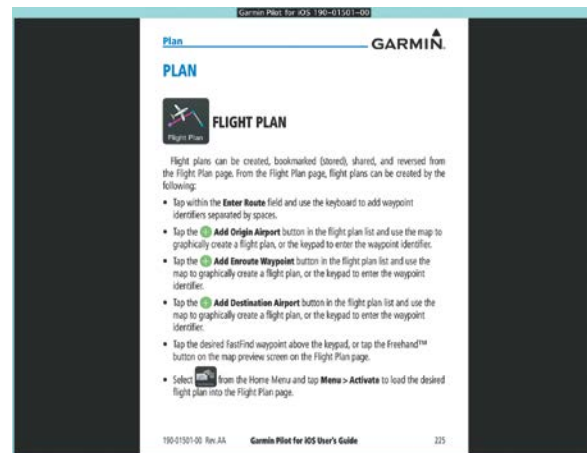 Garmin Pilot for iOS 190-01501-00
Plan
GARMIN.
PLAN
Flight Plan
FLIGHT PLAN
Flight plans can be created, bookmarked (stored), shared, and reversed from
the Flight Plan page. From the Flight Plan page, flight plans can be created by the
following:
▪ Tap within the Enter Route field and use the keyboard to add waypoint
identifiers separated by spaces.
▪ Tap the + Add Origin Airport button in the flight plan list and use the map to
graphically create a flight plan, or the keypad to enter the waypoint identifier.
▪ Tap the + Add Enroute Waypoint button in the flight plan list and use the
map to graphically create a flight plan, or the keypad to enter the waypoint
identifier.
▪ Tap the + Add Destination Airport button in the flight plan list and use the
map to graphically create a flight plan, or the keypad to enter the waypoint
identifier.
▪ Tap the desired FastFind waypoint above the keypad, or tap the Freehand™
button on the map preview screen on the Flight Plan page.
▪ Select from the Home Menu and tap Menu > Activate to load the desired
flight plan into the Flight Plan page.
190-01501-00 Rev. AA
Garmin Pilot for iOS User's Guide
225